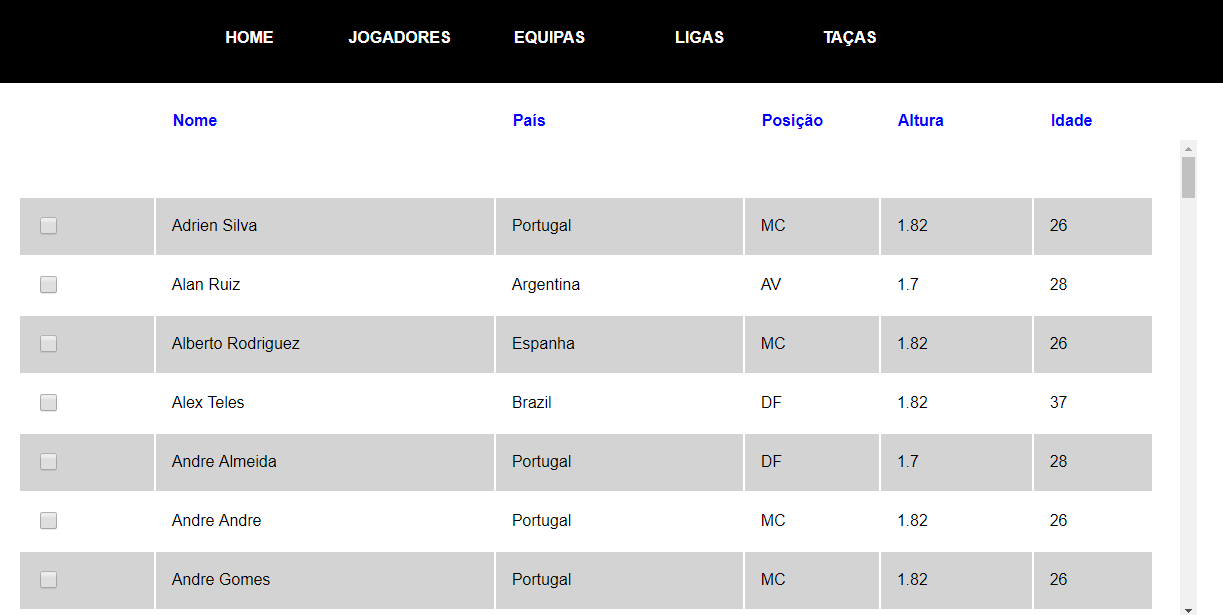 HOME JOGADORES EQUIPAS LIGAS TAÇAS
Nome País Posição Altura Idade
Adrien Silva Portugal MC 1.82 26
Alan Ruiz Argentina AV 1.7 28
Alberto Rodriguez Espanha MC 1.82 26
Alex Teles Brazil DF 1.82 37
Andre Almeida Portugal DF 1.7 28
Andre Andre Portugal MC 1.82 26
Andre Gomes Portugal MC 1.82 26